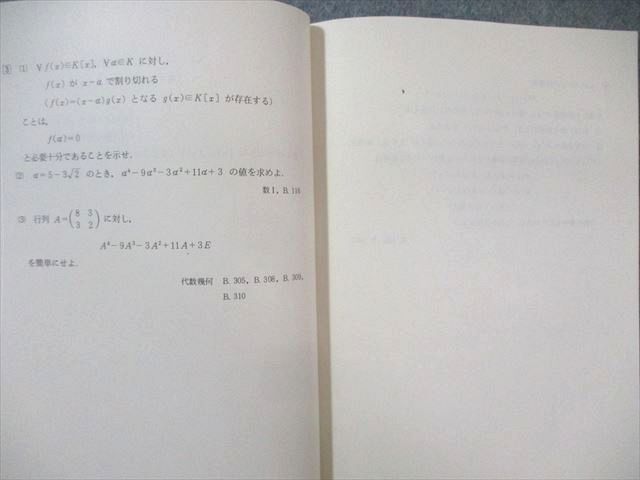 3 (1) ∀f(x)∈K[x], ∀α∈K に対し,
f(x) が x−α で割り切れる
(f(x)=(x−α)g(x) となる g(x)∈K[x] が存在する)
ことは,
f(α)=0
と必要十分であることを示せ.
(2) α=5−3√2 のとき, α⁴−9α³−3α²+11α+3 の値を求めよ.
数I, B. 116
(3) 行列 A=(8 3 3 2) に対し,
A⁴−9A³−3A²+11A+3E
を簡単にせよ.
代数幾何 B. 305, B. 308, B. 309,
B. 310